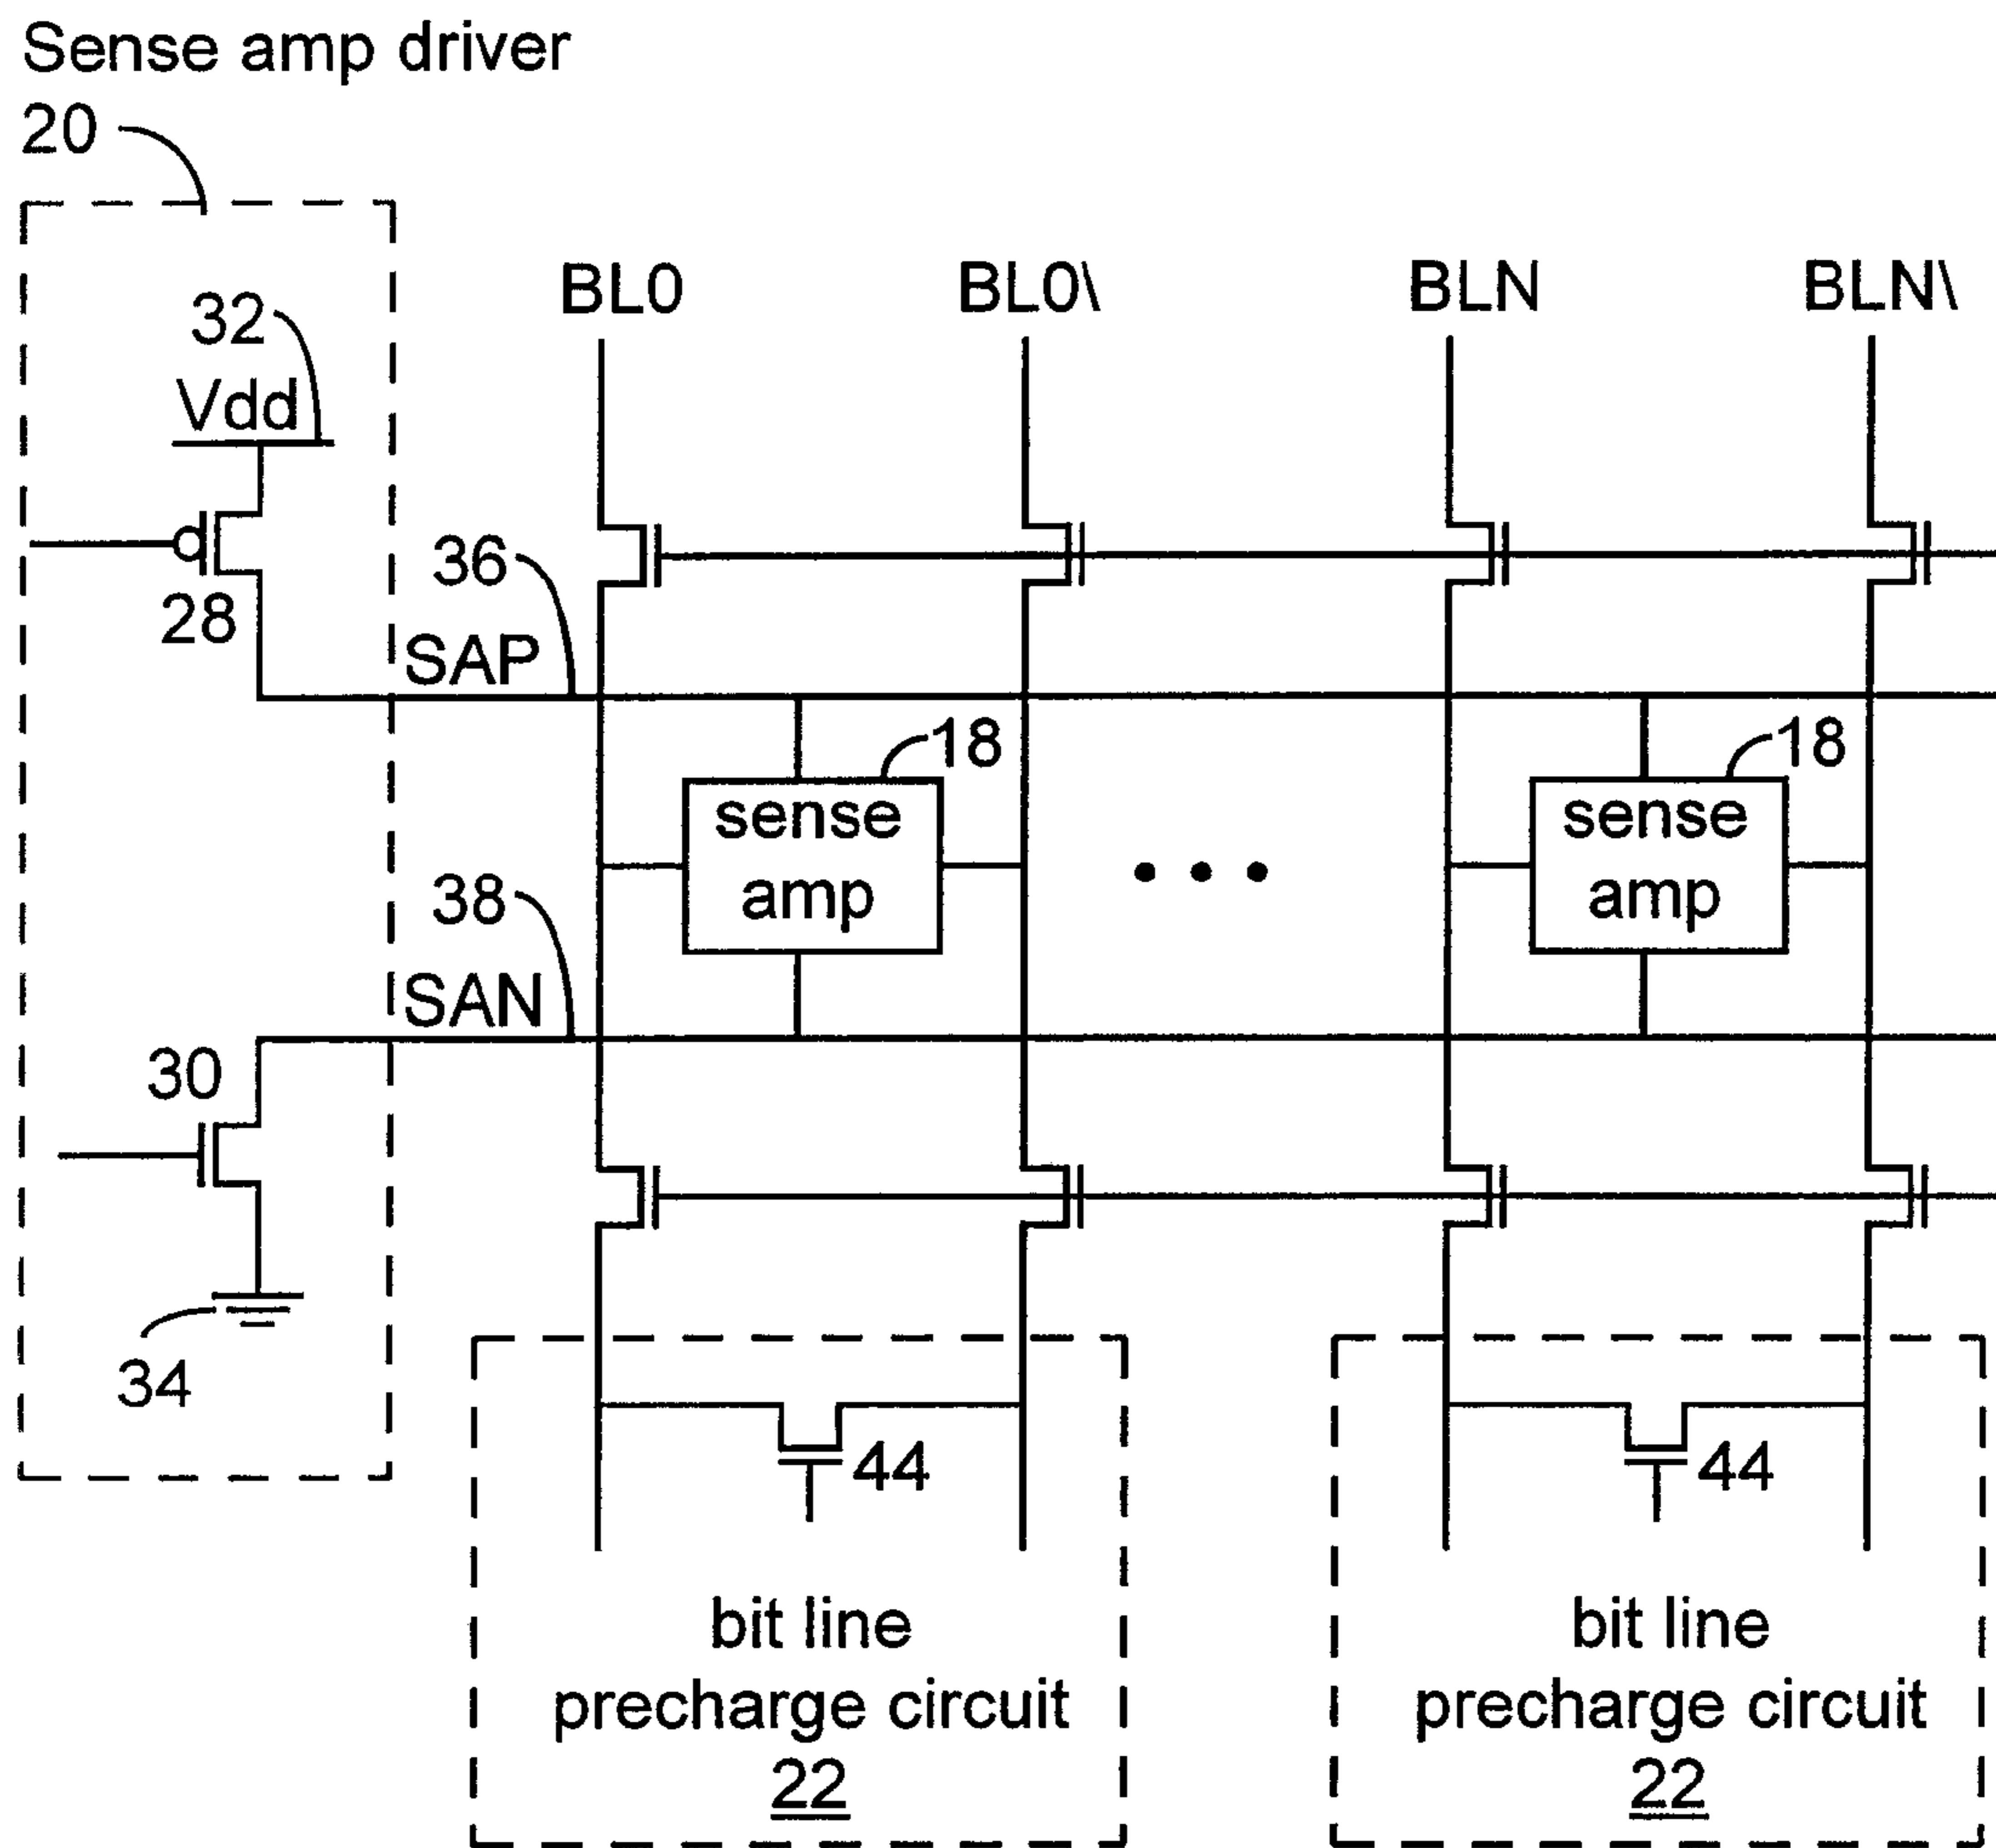 Sense amp driver
20
BL0
BL0\
BLN
BLN\
32
Vdd
28
36
SAP
18
sense
amp
18
sense
amp
38
SAN
30
34
44
44
bit line
precharge circuit
22
bit line
precharge circuit
22